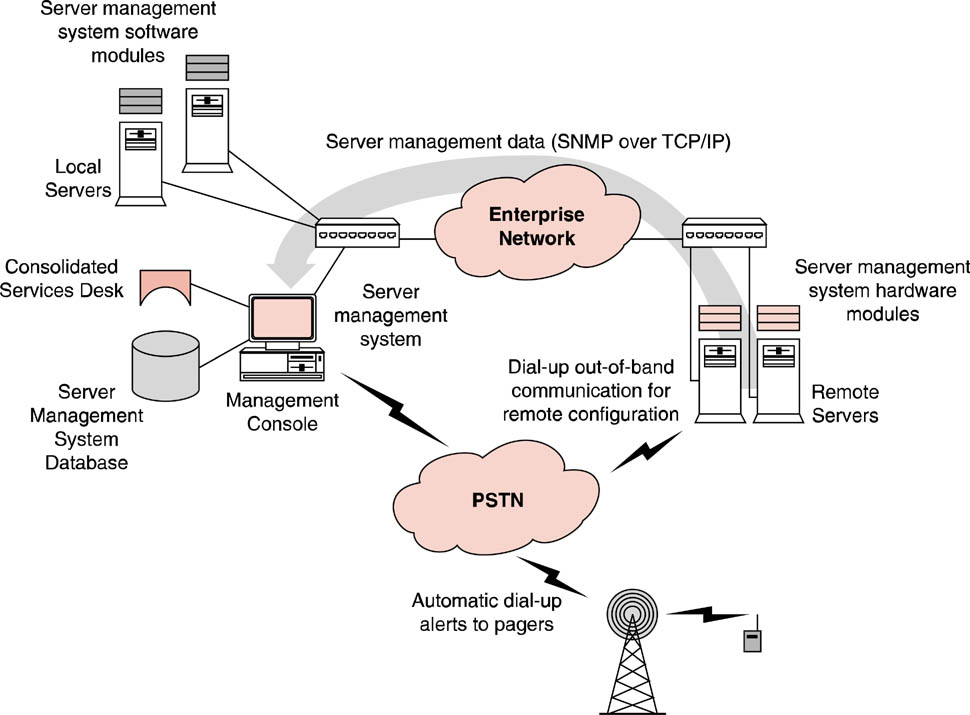 Server management
system software
modules
Local
Servers
Server management data (SNMP over TCP/IP)
Enterprise
Network
Consolidated
Services Desk
Server
management
system
Server management
system hardware
modules
Server
Management
System
Database
Management
Console
Dial-up out-of-band
communication for
remote configuration
Remote
Servers
PSTN
Automatic dial-up
alerts to pagers